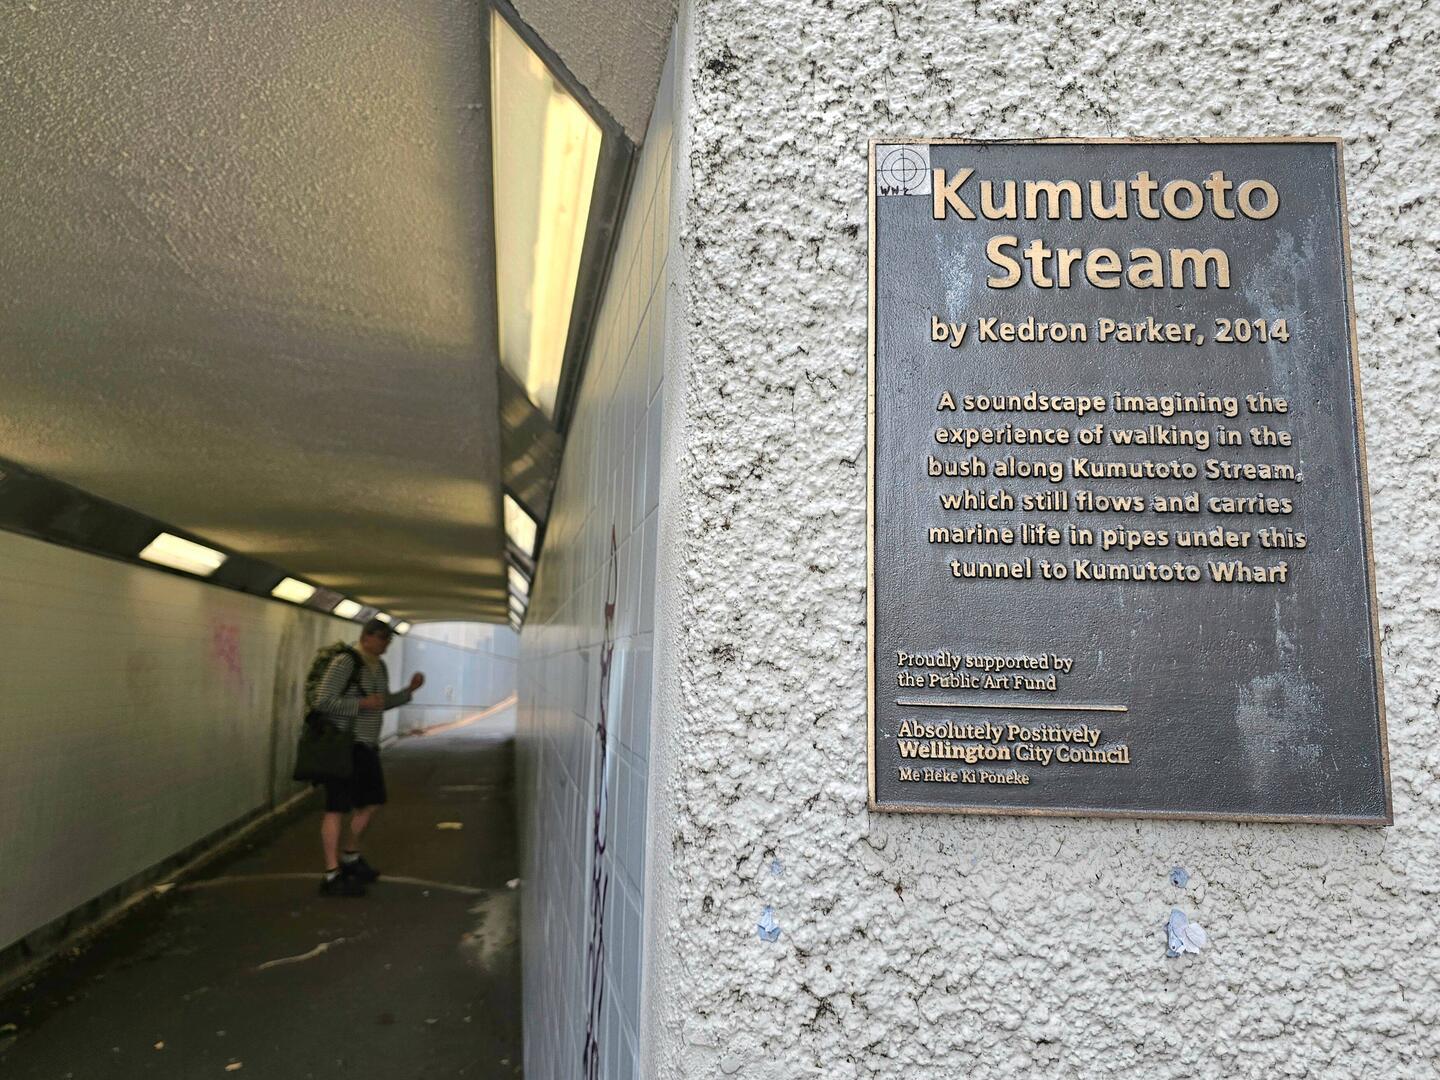 Kumutoto
Stream
by Kedron Parker, 2014
A soundscape imagining the
experience of walking in the
bush along Kumutoto Stream,
which still flows and carries
marine life in pipes under this
tunnel to Kumutoto Wharf
Proudly supported by
the Public Art Fund
Absolutely Positively
Wellington City Council
Me Heke Ki Pōneke